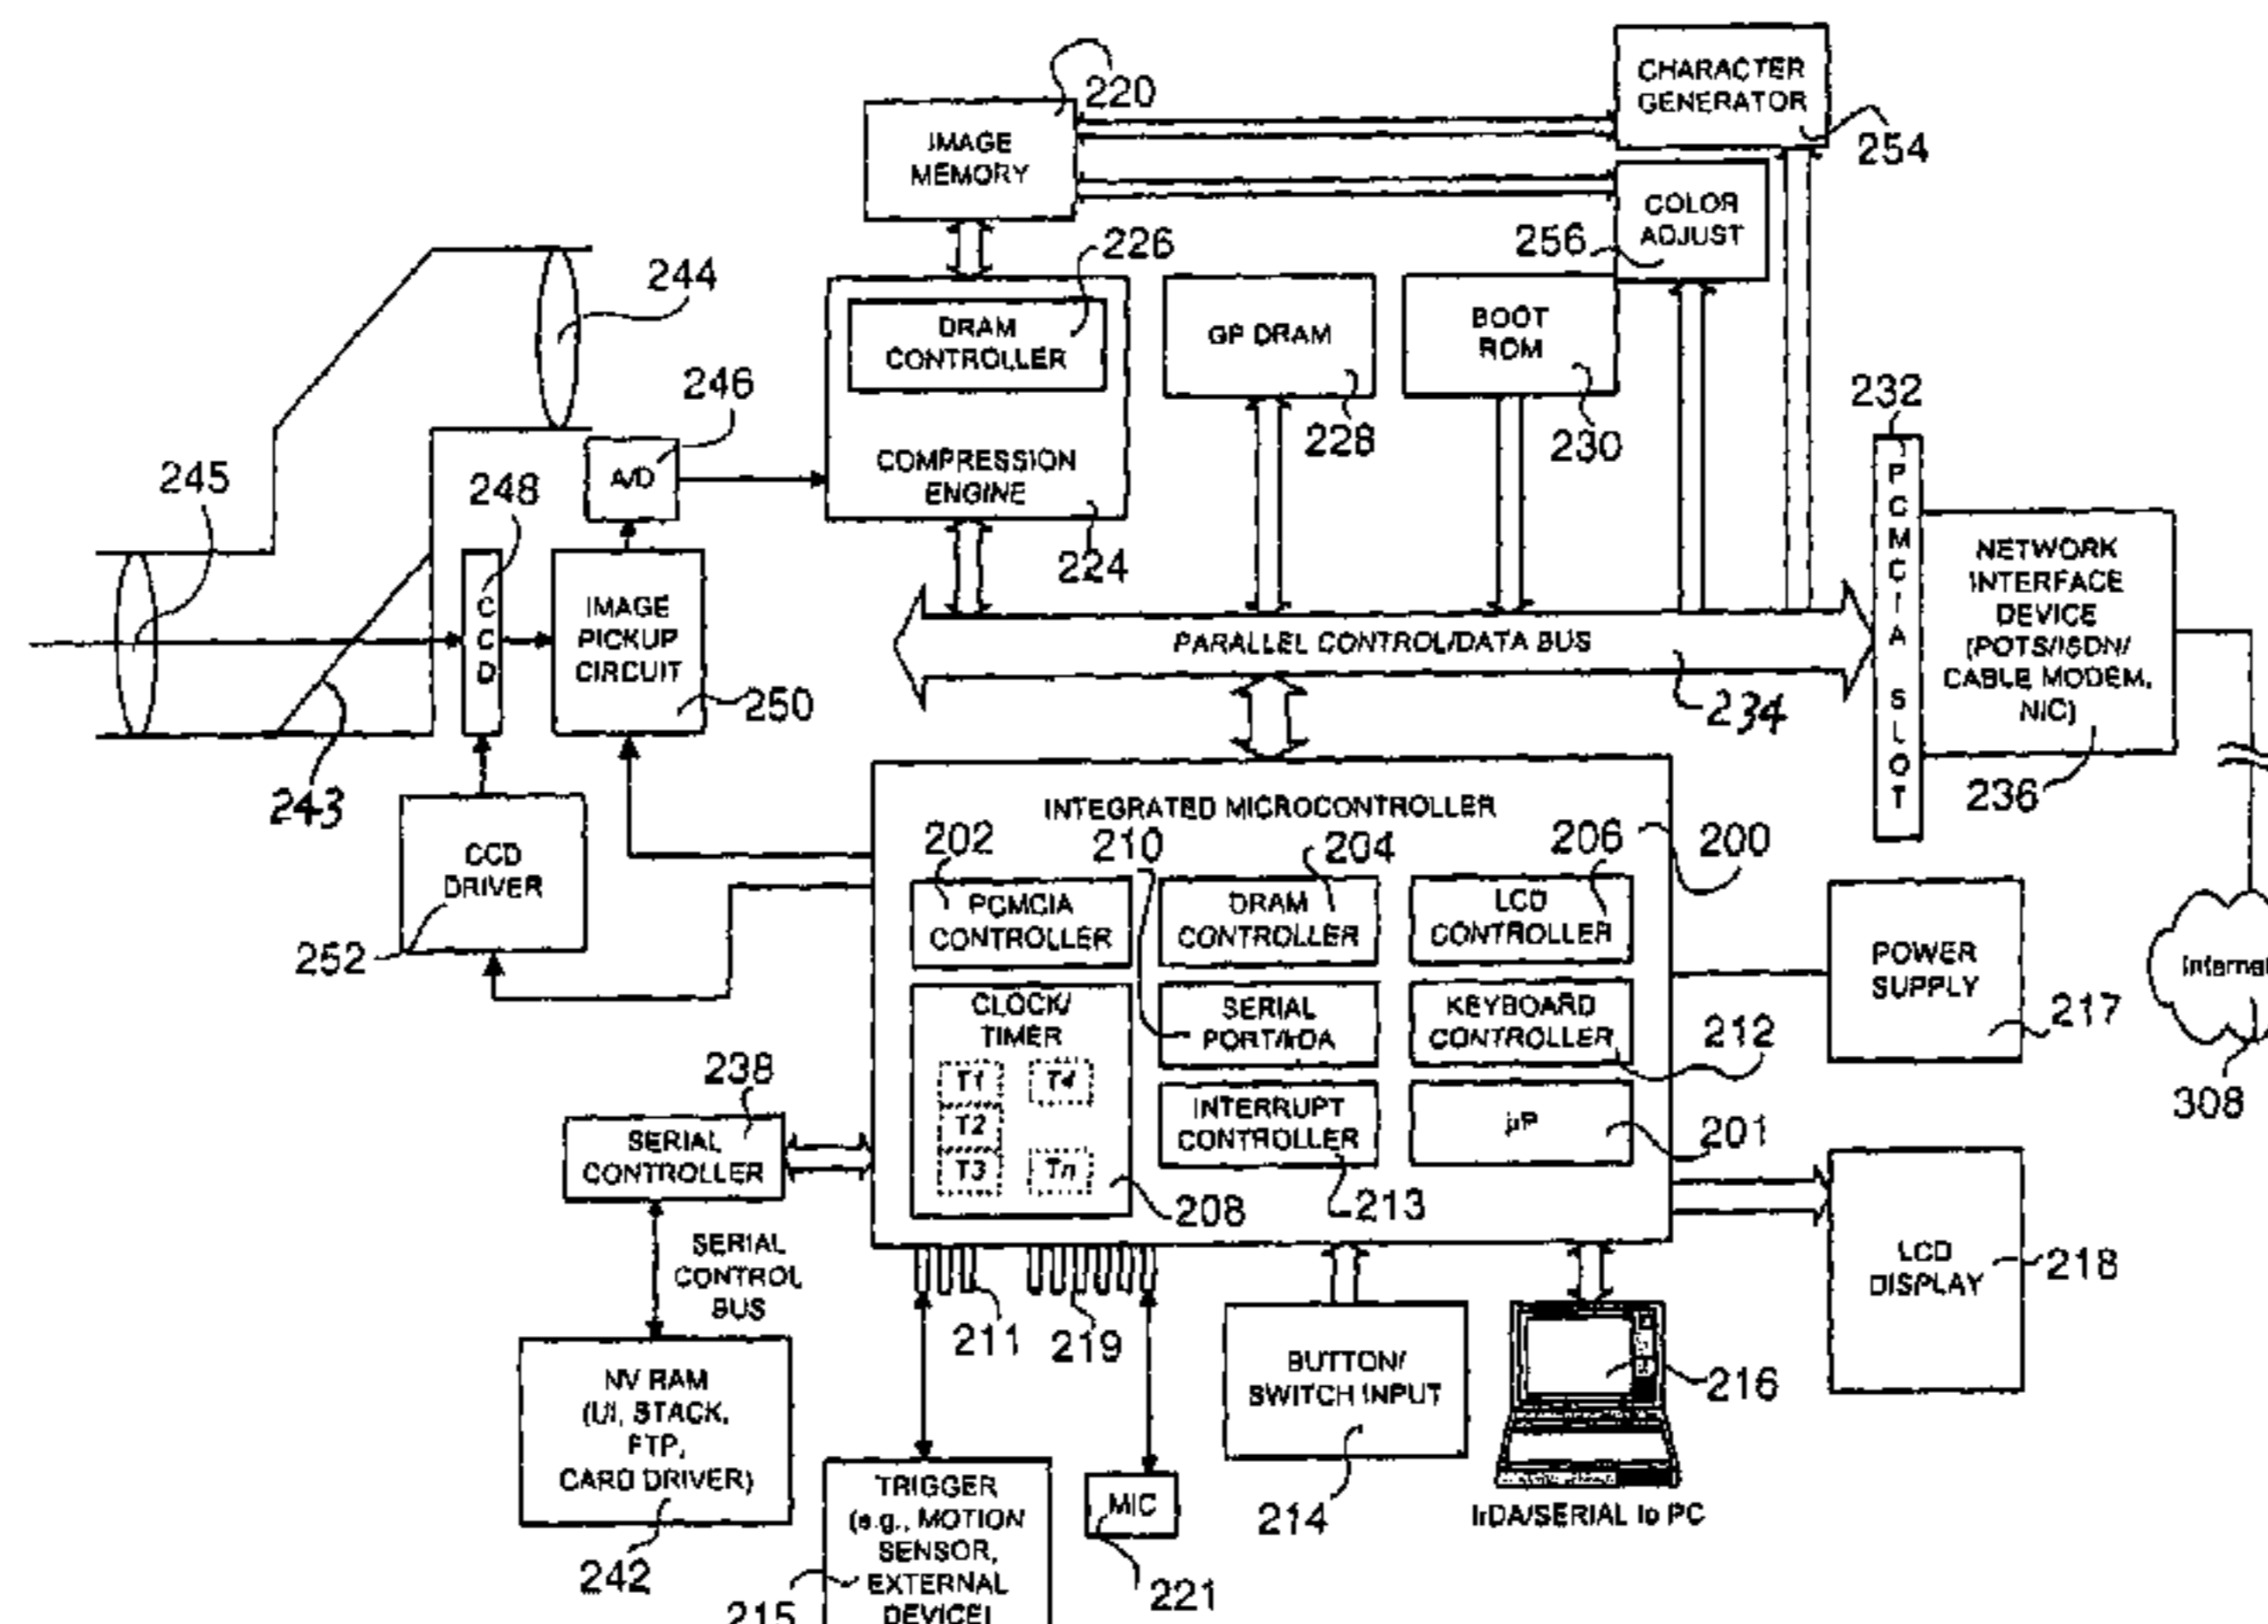 220
IMAGE
MEMORY
CHARACTER
GENERATOR
254
COLOR
ADJUST
256
244
226
DRAM
CONTROLLER
COMPRESSION
ENGINE
224
GP DRAM
228
BOOT
ROM
230
246
A/D
245
248
CCD
IMAGE
PICKUP
CIRCUIT
250
243
CCD
DRIVER
252
PARALLEL CONTROL/DATA BUS
234
232
PCMCIA SLOT
NETWORK
INTERFACE
DEVICE
(POTS/ISDN/
CABLE MODEM,
NIC)
236
INTEGRATED MICROCONTROLLER
200
202
PCMCIA
CONTROLLER
210
204
DRAM
CONTROLLER
206
LCD
CONTROLLER
CLOCK/
TIMER
T1
T4
T2
T3
Tn
208
SERIAL
PORT/IrDA
KEYBOARD
CONTROLLER
212
INTERRUPT
CONTROLLER
213
µP
201
POWER
SUPPLY
217
Internet
308
238
SERIAL
CONTROLLER
SERIAL
CONTROL
BUS
NV RAM
(UI, STACK,
FTP,
CARD DRIVER)
242
211
219
TRIGGER
(e.g., MOTION
SENSOR,
EXTERNAL
DEVICE)
215
MIC
221
BUTTON/
SWITCH INPUT
214
216
IrDA/SERIAL to PC
LCD
DISPLAY
218